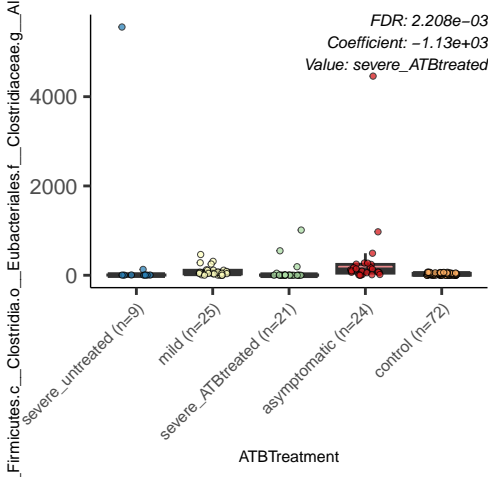 FDR: 2.208e−03
Coefficient: −1.13e+03
Value: severe_ATBtreated
_Firmicutes.c__Clostridia.o__Eubacteriales.f__Clostridiaceae.g__Al
4000
2000
0
severe_untreated (n=9)
mild (n=25)
severe_ATBtreated (n=21)
asymptomatic (n=24)
control (n=72)
ATBTreatment